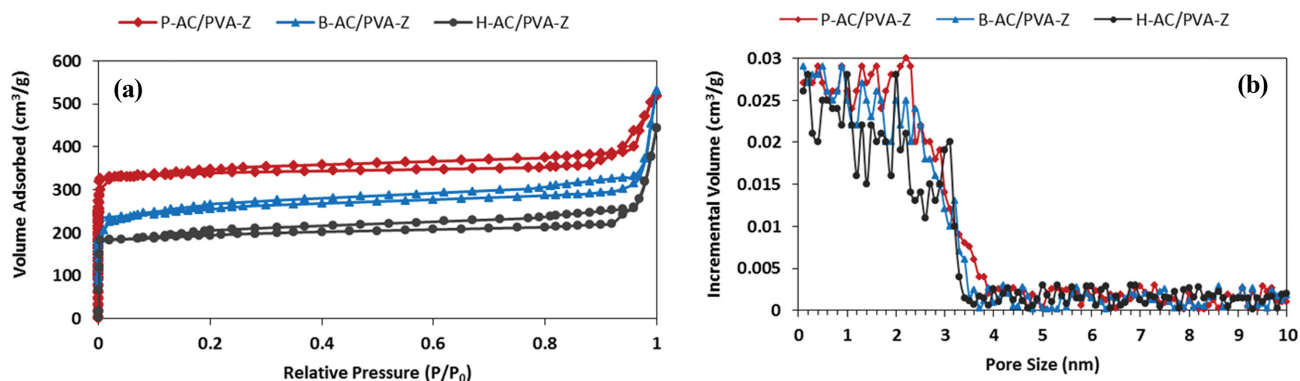 P-AC/PVA-Z B-AC/PVA-Z H-AC/PVA-Z
(a)
Volume Adsorbed (cm³/g)
600
500
400
300
200
100
0
0 0.2 0.4 0.6 0.8 1
Relative Pressure (P/P₀)
P-AC/PVA-Z B-AC/PVA-Z H-AC/PVA-Z
(b)
Incremental Volume (cm³/g)
0.03
0.025
0.02
0.015
0.01
0.005
0
0 1 2 3 4 5 6 7 8 9 10
Pore Size (nm)